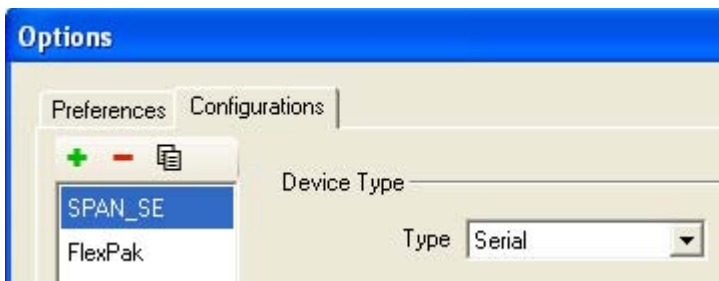 Options
Preferences Configurations
Device Type
SPAN_SE
Type Serial
FlexPak